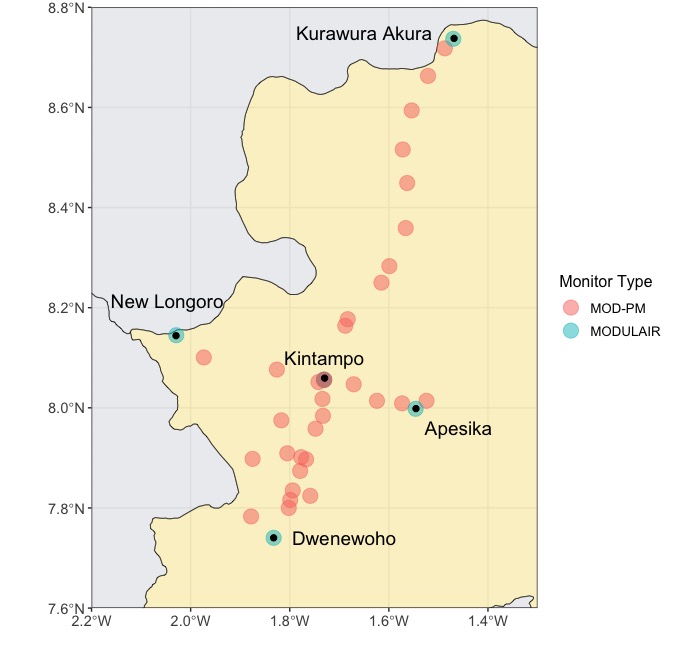 8.8°N
Kurawura Akura
8.6°N
8.4°N
Monitor Type
New Longoro
8.2°N
MOD-PM
MODULAIR
Kintampo
8.0°N
Apesika
7.8°N
Dwenewoho
7.6°N
2.2°W 2.0°W 1.8°W 1.6°W 1.4°W